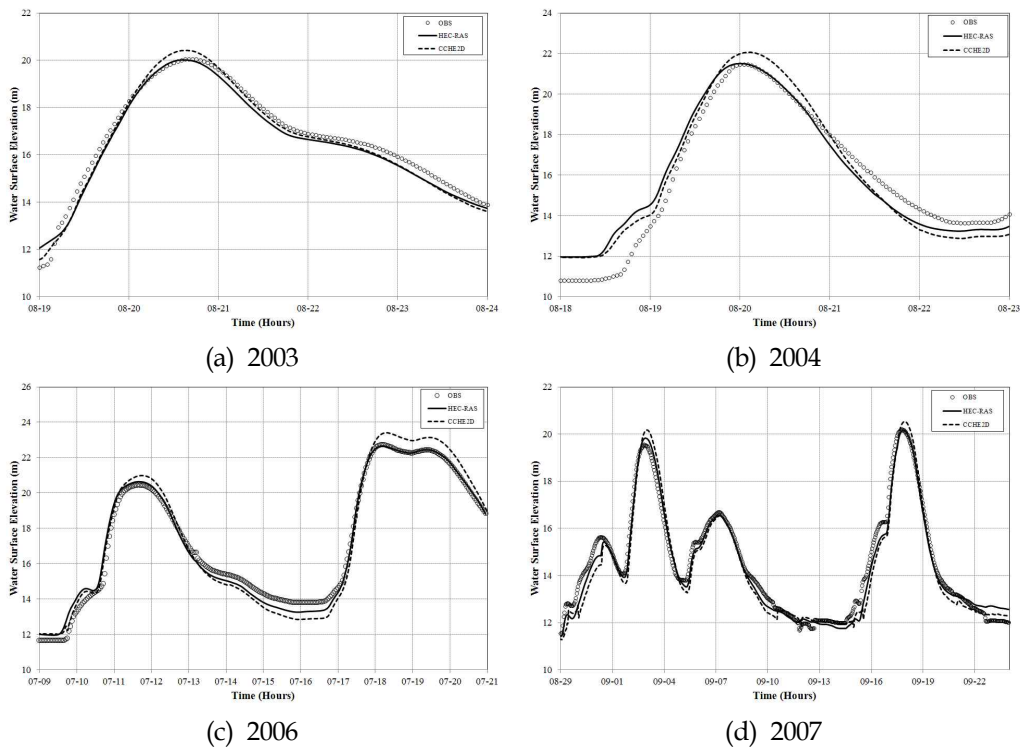 24
22
20
18
16
14
12
10
Water Surface Elevation (m)
OBS
HEC-RAS
CCHE2D
08-19
08-20
08-21
08-22
08-23
08-24
Time (Hours)
(a) 2003
24
22
20
18
16
14
12
10
Water Surface Elevation (m)
OBS
HEC-RAS
CCHE2D
08-18
08-19
08-20
08-21
08-22
08-23
Time (Hours)
(b) 2004
26
24
22
20
18
16
14
12
10
Water Surface Elevation (m)
OBS
HEC-RAS
CCHE2D
07-09
07-10
07-11
07-12
07-13
07-14
07-15
07-16
07-17
07-18
07-19
07-20
07-21
Time (Hours)
(c) 2006
22
20
18
16
14
12
10
Water Surface Elevation (m)
OBS
HEC-RAS
CCHE2D
08-29
09-01
09-04
09-07
09-10
09-13
09-16
09-19
09-22
Time (Hours)
(d) 2007